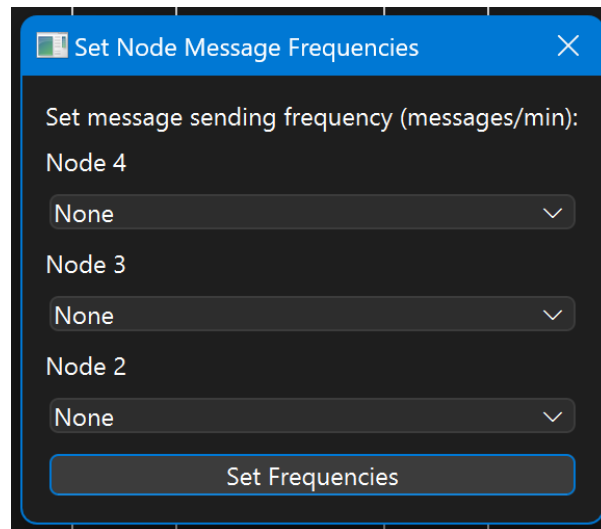 Set Node Message Frequencies
Set message sending frequency (messages/min):
Node 4
None
Node 3
None
Node 2
None
Set Frequencies